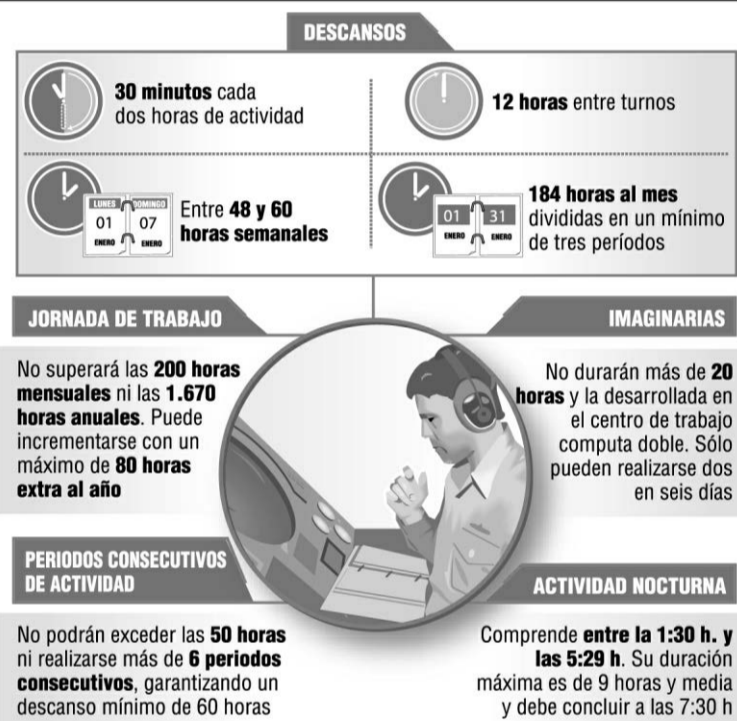 DESCANSOS
30 minutos cada
dos horas de actividad
12 horas entre turnos
LUNES DOMINGO
01 07
ENERO ENERO
Entre 48 y 60
horas semanales
01 31
ENERO ENERO
184 horas al mes
divididas en un mínimo
de tres períodos
JORNADA DE TRABAJO
No superará las 200 horas
mensuales ni las 1.670
horas anuales. Puede
incrementarse con un
máximo de 80 horas
extra al año
IMAGINARIAS
No durarán más de 20
horas y la desarrollada en
el centro de trabajo
computa doble. Sólo
pueden realizarse dos
en seis días
PERIODOS CONSECUTIVOS
DE ACTIVIDAD
No podrán exceder las 50 horas
ni realizarse más de 6 periodos
consecutivos, garantizando un
descanso mínimo de 60 horas
ACTIVIDAD NOCTURNA
Comprende entre la 1:30 h. y
las 5:29 h. Su duración
máxima es de 9 horas y media
y debe concluir a las 7:30 h